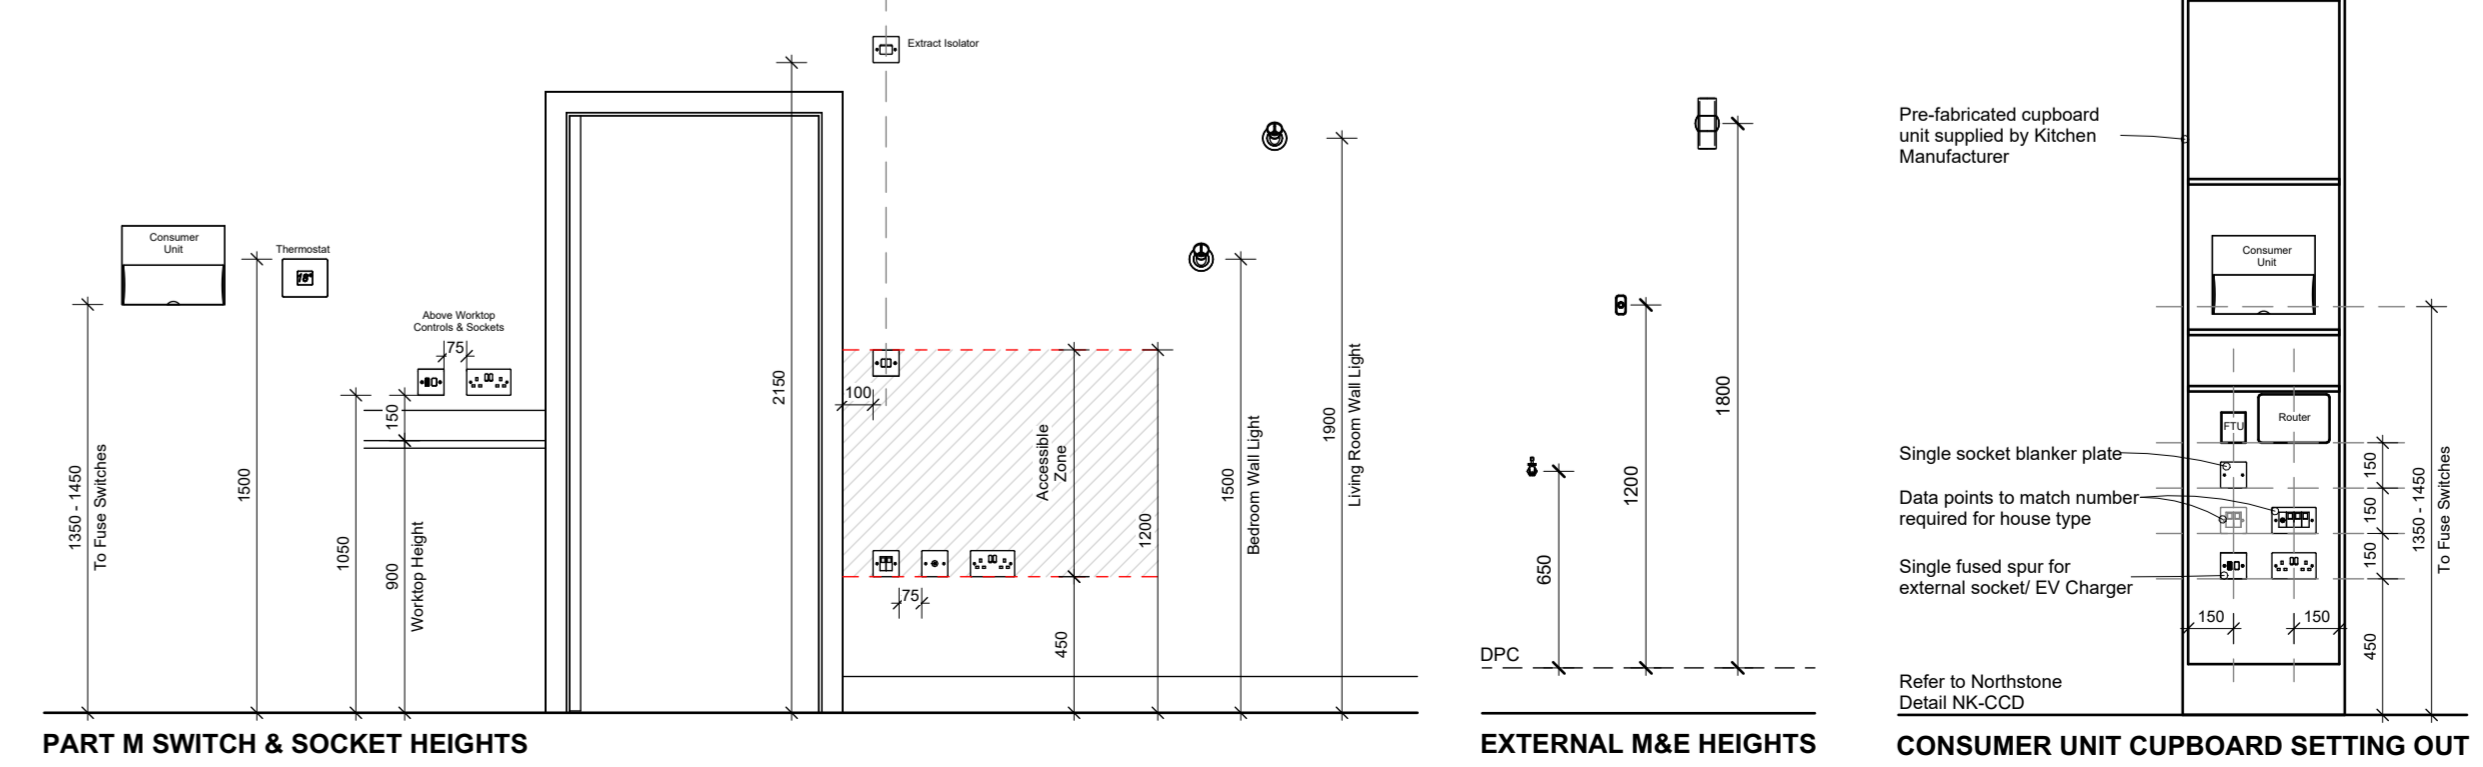 Extract Isolator
Consumer
Unit
Thermostat
18°
Above Worktop
Controls & Sockets
75
150
100
2150
1350 - 1450
To Fuse Switches
1500
1050
900
Worktop Height
75
Accessible
Zone
450
1200
1500
Bedroom Wall Light
1900
Living Room Wall Light
PART M SWITCH & SOCKET HEIGHTS
650
1200
1800
DPC
EXTERNAL M&E HEIGHTS
Pre-fabricated cupboard
unit supplied by Kitchen
Manufacturer
Consumer
Unit
FTU
Router
Single socket blanker plate
Data points to match number
required for house type
Single fused spur for
external socket/ EV Charger
150
150
150
150
150
450
1350 - 1450
To Fuse Switches
Refer to Northstone
Detail NK-CCD
CONSUMER UNIT CUPBOARD SETTING OUT